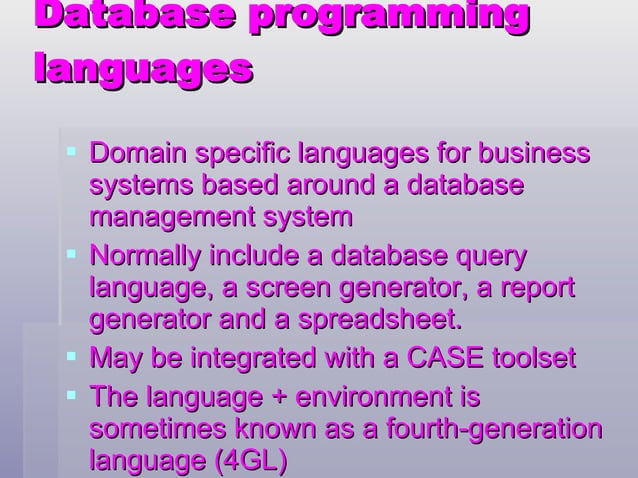 Database programming
languages
Domain specific languages for business
systems based around a database
management system
Normally include a database query
language, a screen generator, a report
generator and a spreadsheet.
May be integrated with a CASE toolset
The language + environment is
sometimes known as a fourth-generation
language (4GL)